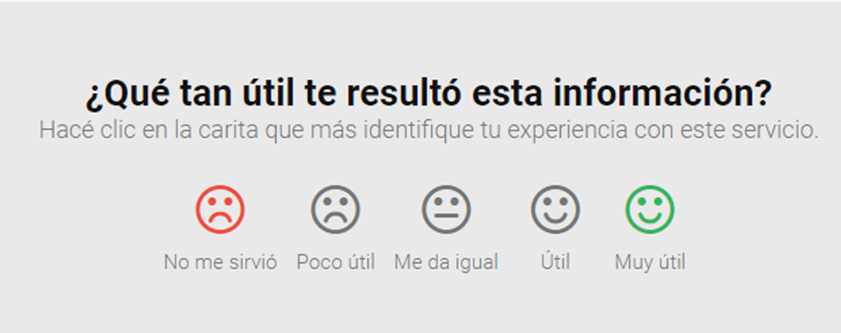 ¿Qué tan útil te resultó esta información?
Hacé clic en la carita que más identifique tu experiencia con este servicio.
No me sirvió Poco útil Me da igual Útil Muy útil